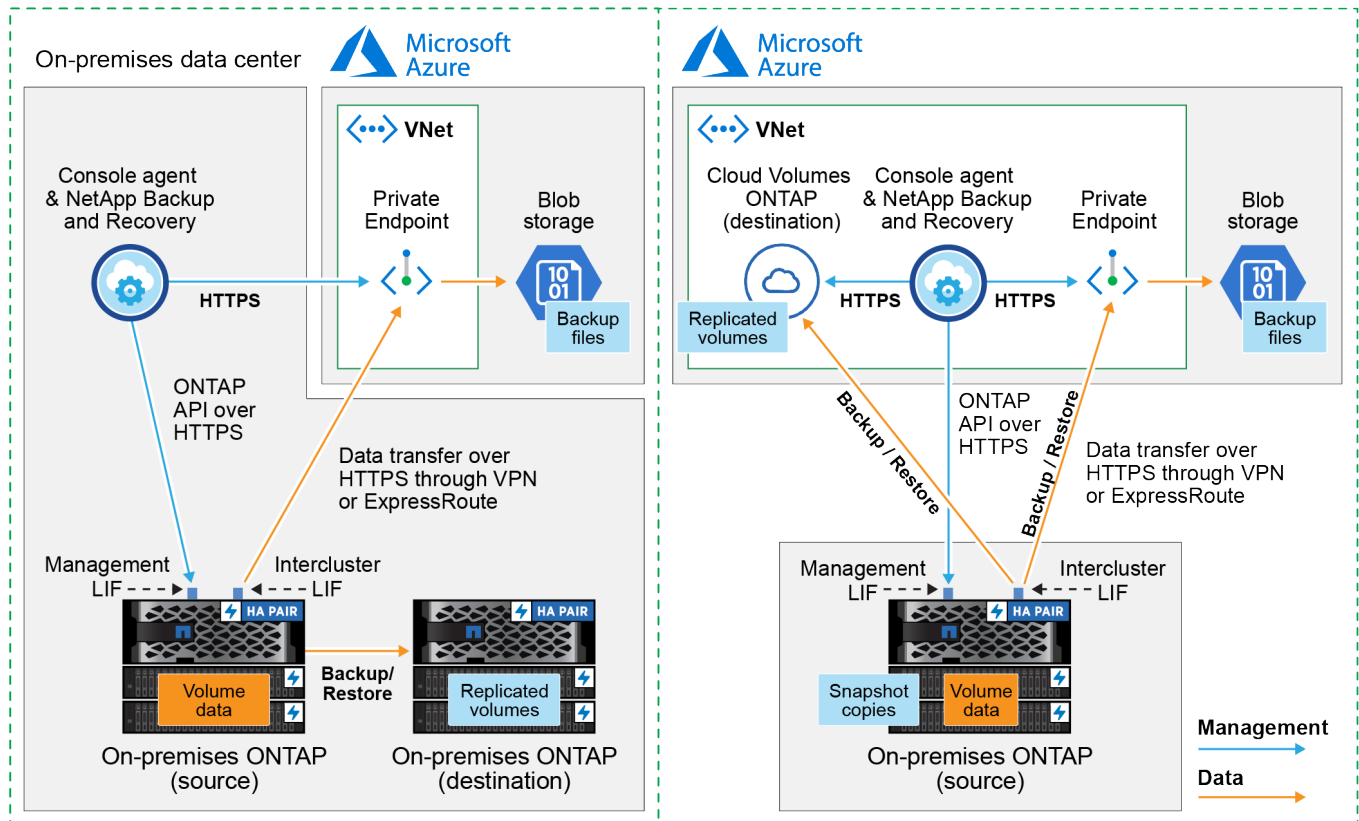 On-premises data center
Microsoft
Azure
VNet
Console agent
& NetApp Backup
and Recovery
Private
Endpoint
Blob
storage
HTTPS
10
01
Backup
files
ONTAP
API over
HTTPS
Data transfer over
HTTPS through VPN
or ExpressRoute
Management
LIF
Intercluster
LIF
HA PAIR
HA PAIR
Backup/
Restore
Volume
data
Replicated
volumes
On-premises ONTAP
(source)
On-premises ONTAP
(destination)
Microsoft
Azure
VNet
Cloud Volumes
ONTAP
(destination)
Console agent
& NetApp Backup
and Recovery
Private
Endpoint
Blob
storage
HTTPS
HTTPS
10
01
Replicated
volumes
Backup
files
Backup / Restore
ONTAP
API over
HTTPS
Backup / Restore
Data transfer over
HTTPS through VPN
or ExpressRoute
Management
LIF
Intercluster
LIF
HA PAIR
Snapshot
copies
Volume
data
On-premises ONTAP
(source)
Management
Data